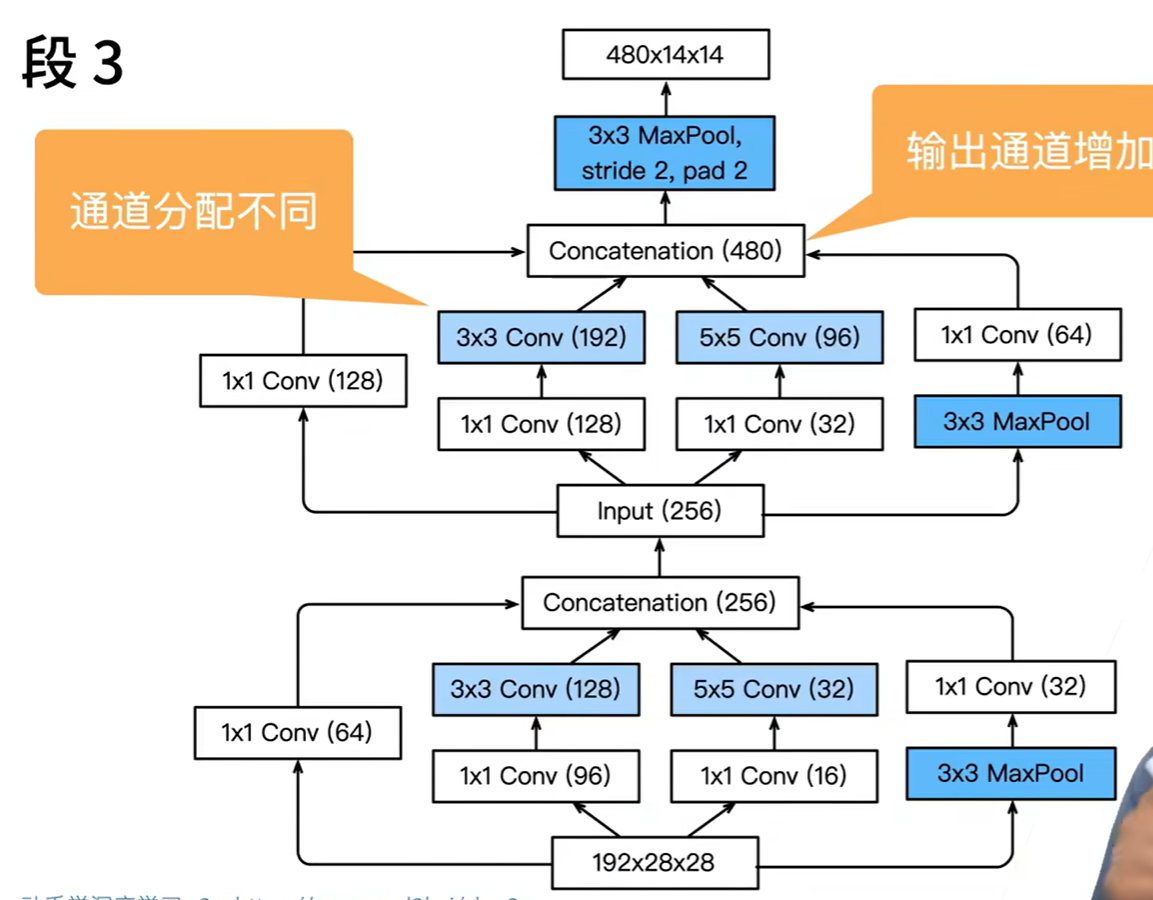 段 3
480x14x14
3x3 MaxPool,
stride 2, pad 2
输出通道增加
通道分配不同
Concatenation (480)
3x3 Conv (192)
5x5 Conv (96)
1x1 Conv (64)
1x1 Conv (128)
1x1 Conv (128)
1x1 Conv (32)
3x3 MaxPool
Input (256)
Concatenation (256)
3x3 Conv (128)
5x5 Conv (32)
1x1 Conv (32)
1x1 Conv (64)
1x1 Conv (96)
1x1 Conv (16)
3x3 MaxPool
192x28x28